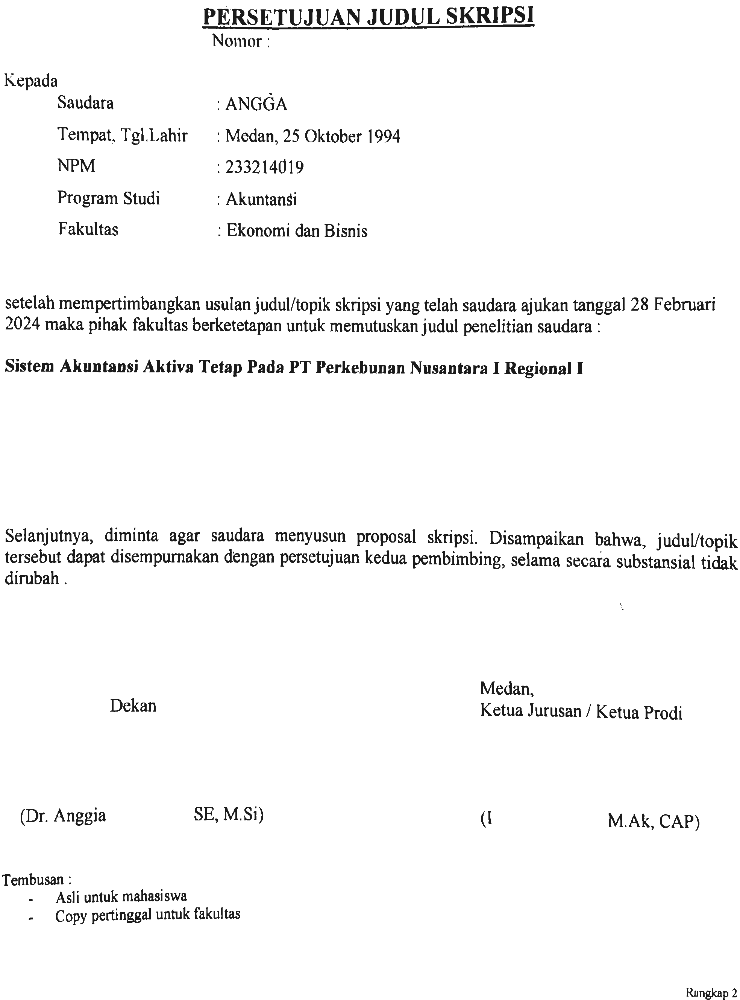 PERSETUJUAN JUDUL SKRIPSI
Nomor :
Kepada
Saudara : ANGGA
Tempat, Tgl.Lahir : Medan, 25 Oktober 1994
NPM : 233214019
Program Studi : Akuntansi
Fakultas : Ekonomi dan Bisnis
setelah mempertimbangkan usulan judul/topik skripsi yang telah saudara ajukan tanggal 28 Februari
2024 maka pihak fakultas berketetapan untuk memutuskan judul penelitian saudara :
Sistem Akuntansi Aktiva Tetap Pada PT Perkebunan Nusantara I Regional I
Selanjutnya, diminta agar saudara menyusun proposal skripsi. Disampaikan bahwa, judul/topik
tersebut dapat disempurnakan dengan persetujuan kedua pembimbing, selama secara substansial tidak
dirubah .
Medan,
Dekan Ketua Jurusan / Ketua Prodi
(Dr. Anggia SE, M.Si) (I M.Ak, CAP)
Tembusan :
- Asli untuk mahasiswa
- Copy pertinggal untuk fakultas
Rangkap 2